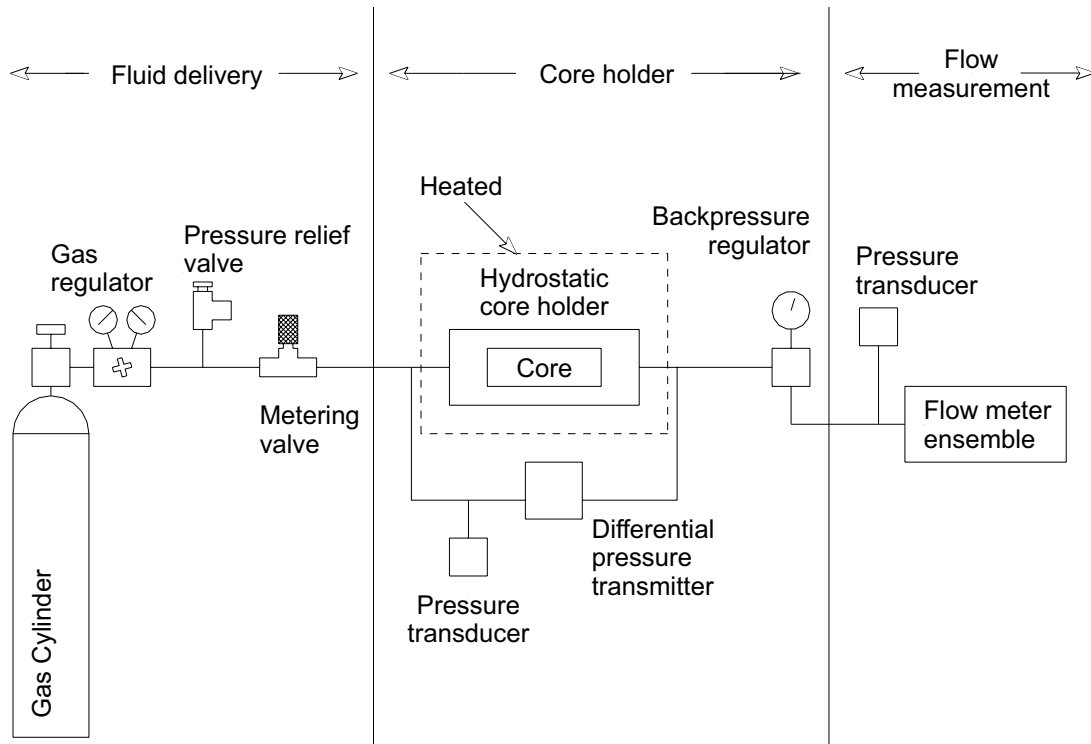 Fluid delivery
Core holder
Flow
measurement
Heated
Gas
regulator
Pressure relief
valve
Hydrostatic
core holder
Backpressure
regulator
Pressure
transducer
Core
Metering
valve
Flow meter
ensemble
Differential
pressure
transmitter
Pressure
transducer
Gas Cylinder